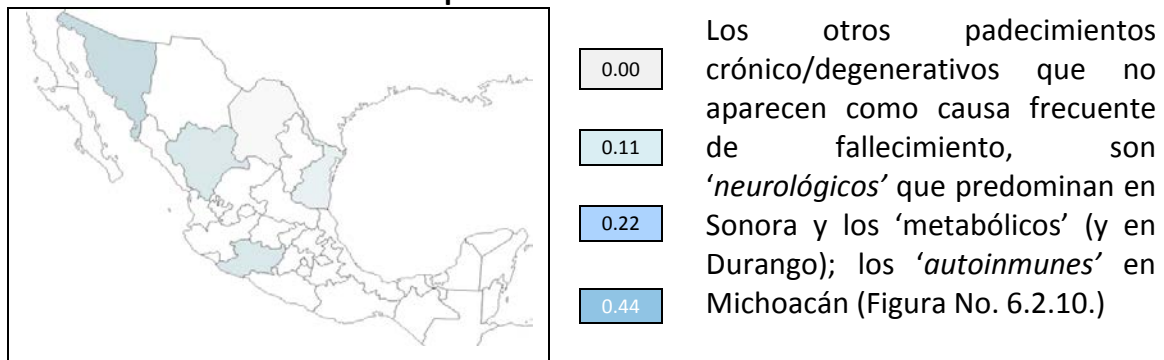 0.00
0.11
0.22
0.44
Los otros padecimientos
crónico/degenerativos que no
aparecen como causa frecuente
de fallecimiento, son
‘neurológicos’ que predominan en
Sonora y los ‘metabólicos’ (y en
Durango); los ‘autoinmunes’ en
Michoacán (Figura No. 6.2.10.)